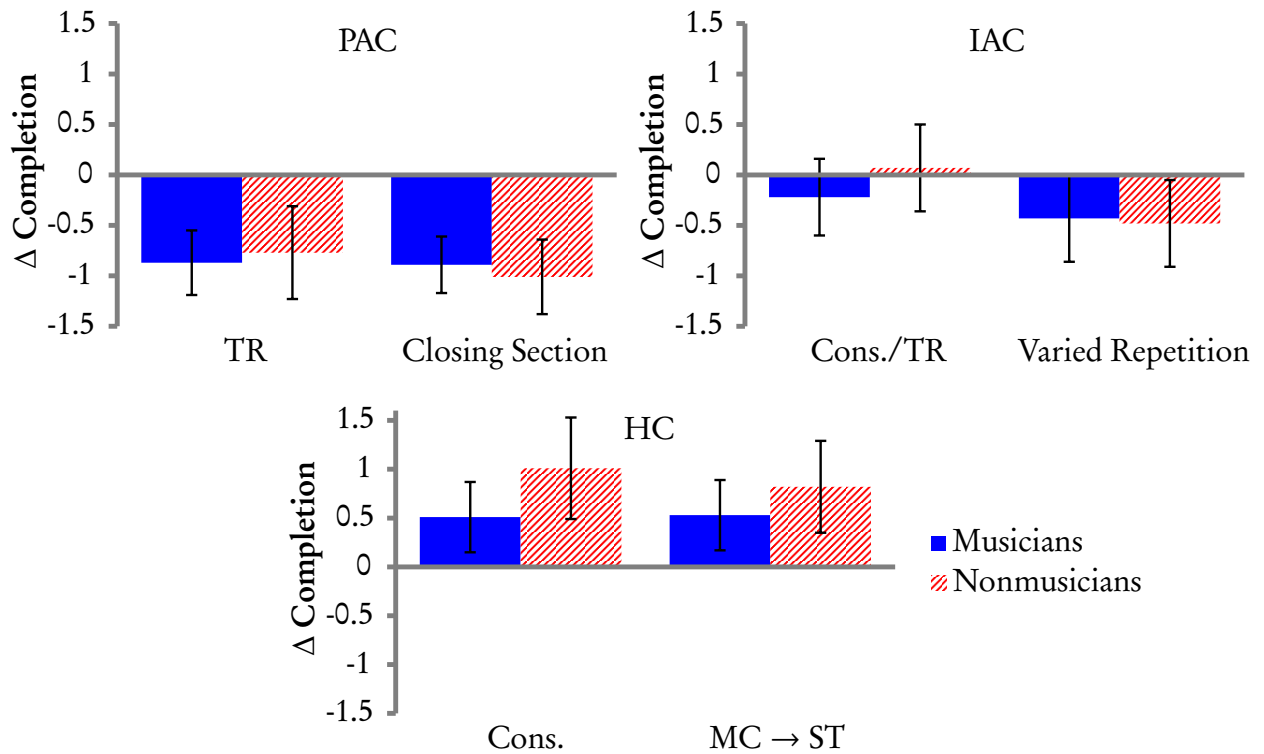 PAC
1.5
1
0.5
0
-0.5
-1
-1.5
Δ Completion
TR
Closing Section
IAC
1.5
1
0.5
0
-0.5
-1
-1.5
Δ Completion
Cons./TR
Varied Repetition
HC
1.5
1
0.5
0
-0.5
-1
-1.5
Δ Completion
Cons.
MC → ST
Musicians
Nonmusicians